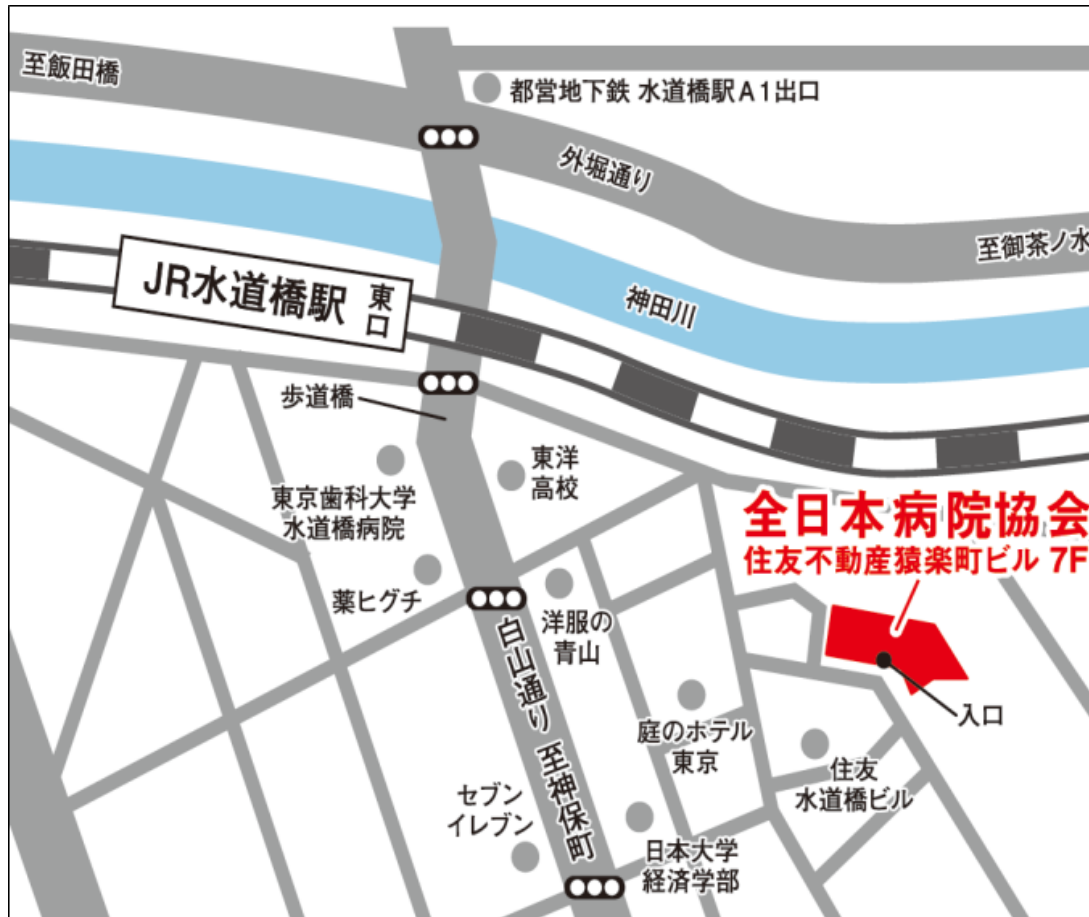 至飯田橋
都営地下鉄 水道橋駅A1出口
外堀通り
至御茶ノ水
JR水道橋駅
東口
神田川
歩道橋
東洋
高校
東京歯科大学
水道橋病院
全日本病院協会
住友不動産猿楽町ビル 7F
薬ヒグチ
洋服の
青山
白山通り 至神保町
入口
庭のホテル
東京
住友
水道橋ビル
セブン
イレブン
日本大学
経済学部